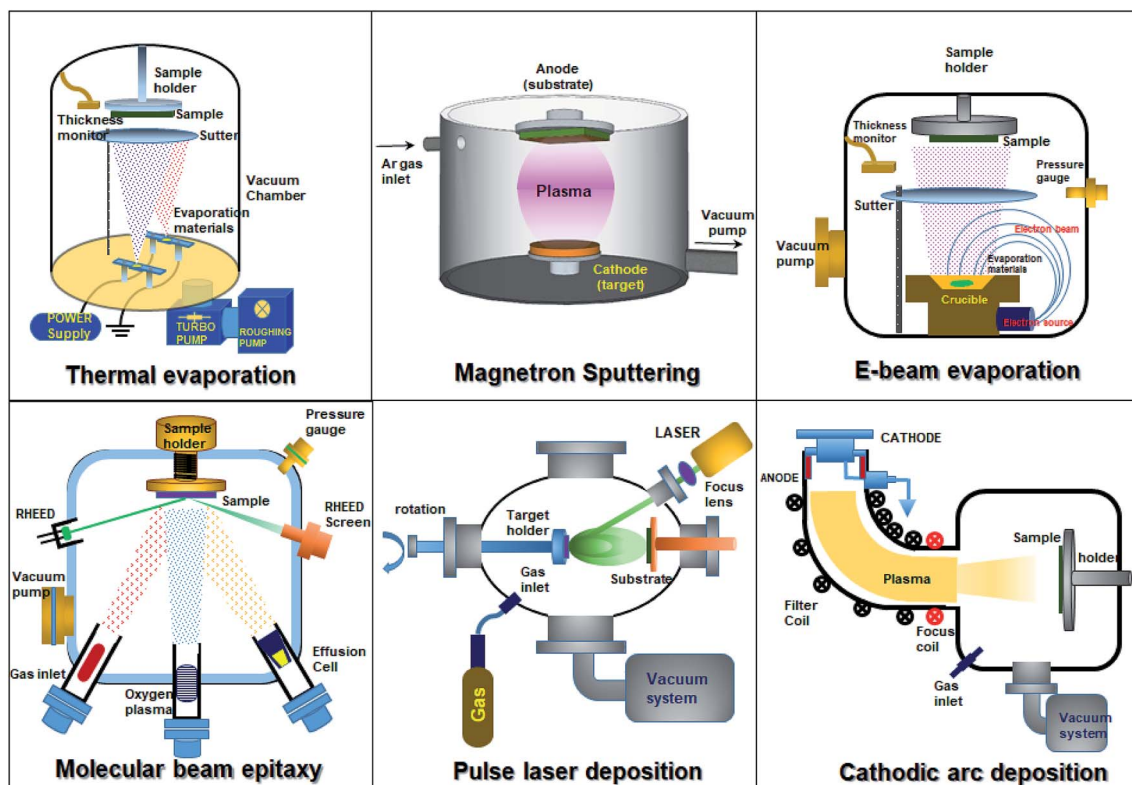 Sample
holder
Sample
Thickness
monitor
Sutter
Vacuum
Chamber
Evaporation
materials
POWER
Supply
TURBO
PUMP
ROUGHING
PUMP
Thermal evaporation
Anode
(substrate)
Ar gas
inlet
Plasma
Vacuum
pump
Cathode
(target)
Magnetron Sputtering
Sample
holder
Thickness
monitor
Sample
Pressure
gauge
Sutter
Electron beam
Vacuum
pump
Evaporation
materials
Crucible
Electron source
E-beam evaporation
Sample
holder
Pressure
gauge
Sample
RHEED
RHEED
Screen
Vacuum
pump
Gas inlet
Oxygen
plasma
Effusion
Cell
Molecular beam epitaxy
LASER
Focus
lens
rotation
Target
holder
Gas
inlet
Substrate
Gas
Vacuum
system
Pulse laser deposition
CATHODE
ANODE
Sample
holder
Plasma
Filter
Coil
Focus
coil
Gas
inlet
Vacuum
system
Cathodic arc deposition